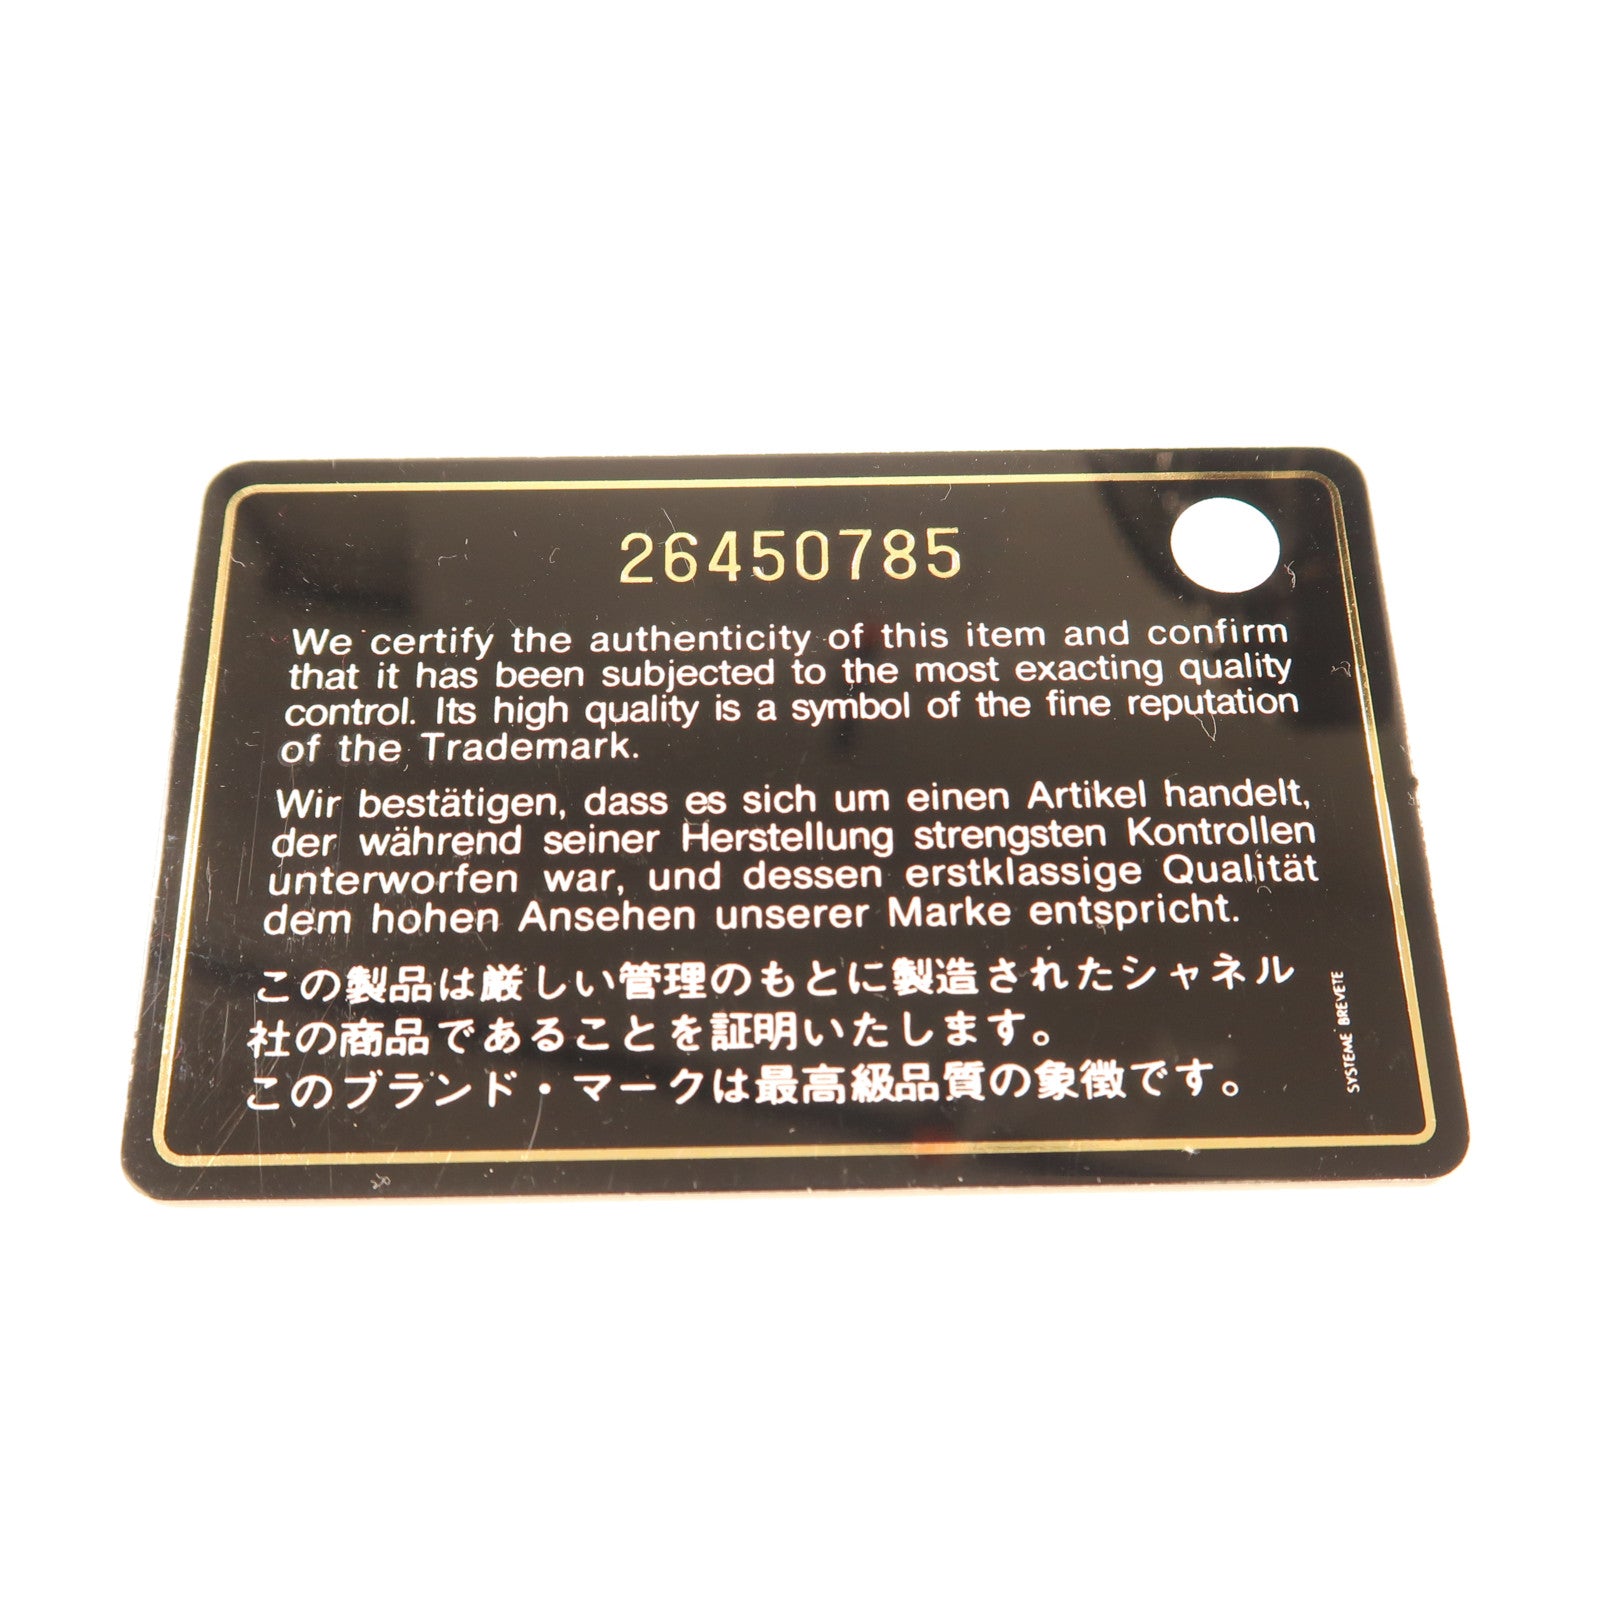 26450785
We certify the authenticity of this item and confirm
that it has been subjected to the most exacting quality
control. Its high quality is a symbol of the fine reputation
of the Trademark.
Wir bestätigen, dass es sich um einen Artikel handelt,
der während seiner Herstellung strengsten Kontrollen
unterworfen war, und dessen erstklassige Qualität
dem hohen Ansehen unserer Marke entspricht.
この製品は厳しい管理のもとに製造されたシャネル
社の商品であることを証明いたします。
このブランド・マークは最高級品質の象徴です。
SYSTEME BREVETE